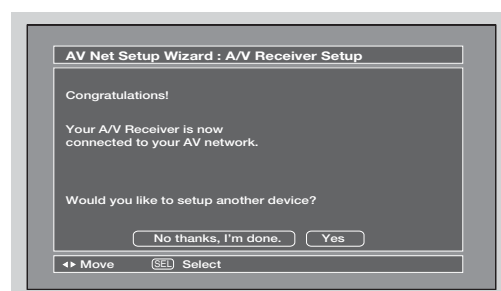 AV Net Setup Wizard : A/V Receiver Setup
Congratulations!
Your A/V Receiver is now
connected to your AV network.
Would you like to setup another device?
No thanks, I'm done. Yes
◂▸ Move SEL Select